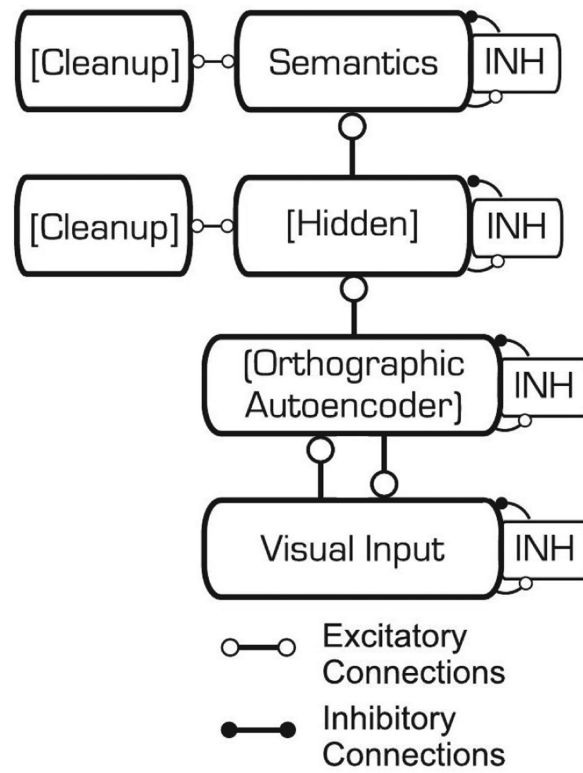 [Cleanup]
Semantics
INH
[Cleanup]
[Hidden]
INH
(Orthographic
Autoencoder)
INH
Visual Input
INH
Excitatory
Connections
Inhibitory
Connections